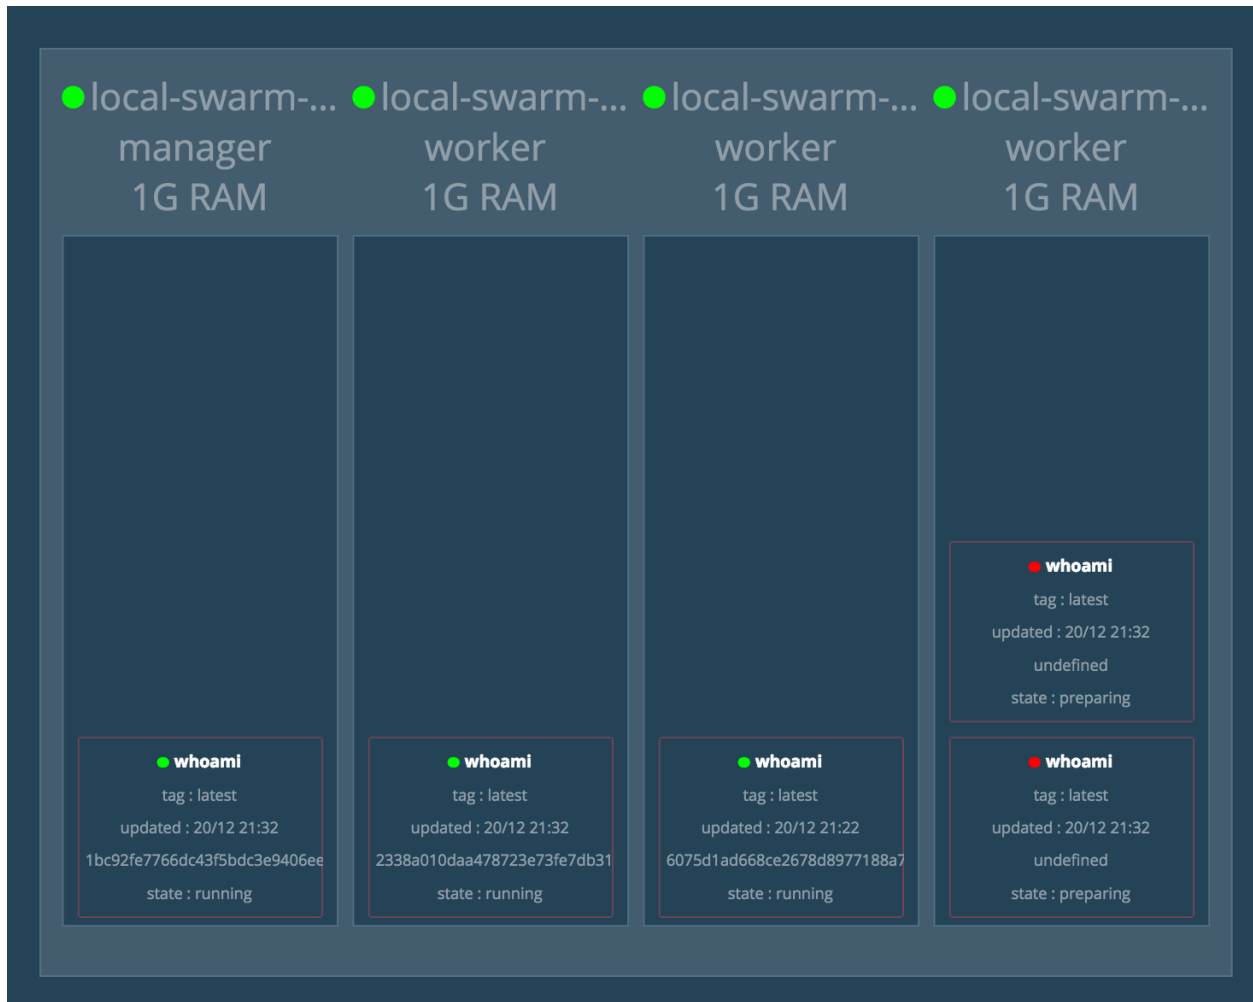 local-swarm-...
manager
1G RAM
whoami
tag : latest
updated : 20/12 21:32
1bc92fe7766dc43f5bdc3e9406ee
state : running
local-swarm-...
worker
1G RAM
whoami
tag : latest
updated : 20/12 21:32
2338a010daa478723e73fe7db31
state : running
local-swarm-...
worker
1G RAM
whoami
tag : latest
updated : 20/12 21:22
6075d1ad668ce2678d8977188a7
state : running
local-swarm-...
worker
1G RAM
whoami
tag : latest
updated : 20/12 21:32
undefined
state : preparing
whoami
tag : latest
updated : 20/12 21:32
undefined
state : preparing